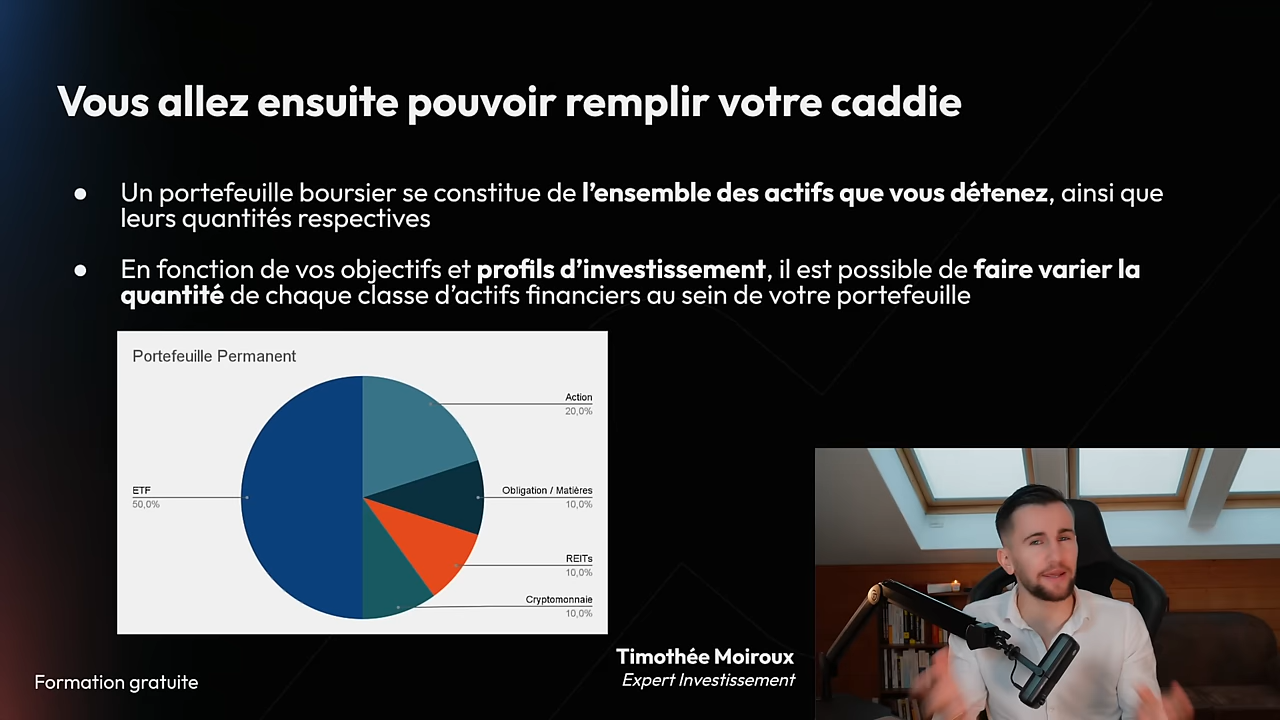 Vous allez ensuite pouvoir remplir votre caddie
● Un portefeuille boursier se constitue de l’ensemble des actifs que vous détenez, ainsi que
leurs quantités respectives
● En fonction de vos objectifs et profils d’investissement, il est possible de faire varier la
quantité de chaque classe d’actifs financiers au sein de votre portefeuille
Portefeuille Permanent
Action
20,0%
ETF
50,0%
Obligation / Matières
10,0%
REITs
10,0%
Cryptomonnaie
10,0%
Timothée Moiroux
Expert Investissement
Formation gratuite